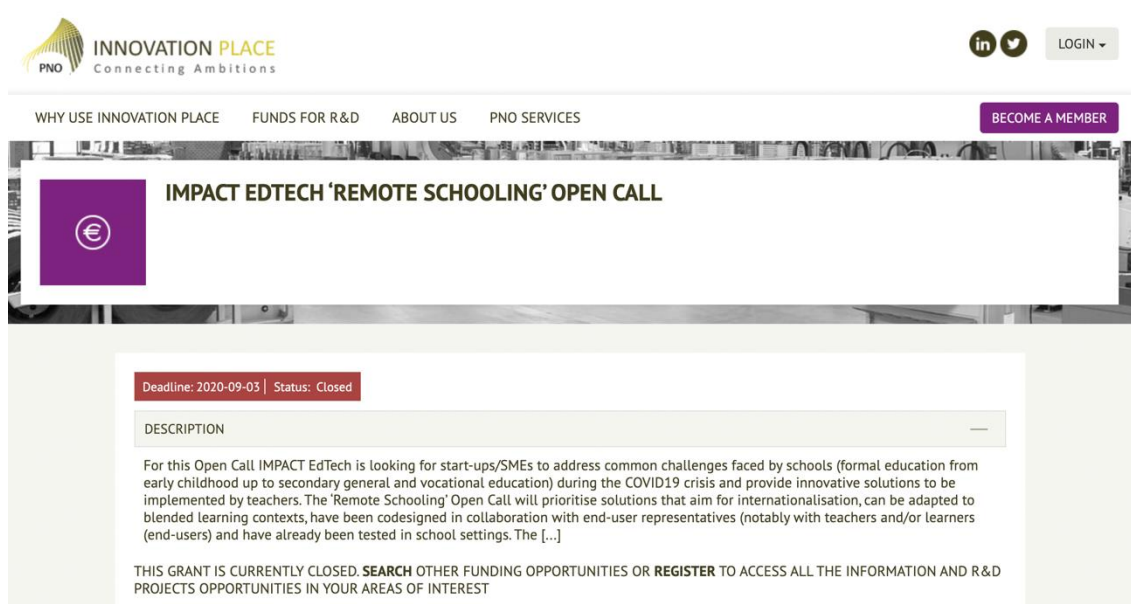 INNOVATION PLACE
PNO
Connecting Ambitions
in
LOGIN
WHY USE INNOVATION PLACE FUNDS FOR R&D ABOUT US PNO SERVICES BECOME A MEMBER
IMPACT EDTECH ‘REMOTE SCHOOLING’ OPEN CALL
€
Deadline: 2020-09-03 | Status: Closed
DESCRIPTION
For this Open Call IMPACT EdTech is looking for start-ups/SMEs to address common challenges faced by schools (formal education from
early childhood up to secondary general and vocational education) during the COVID19 crisis and provide innovative solutions to be
implemented by teachers. The ‘Remote Schooling’ Open Call will prioritise solutions that aim for internationalisation, can be adapted to
blended learning contexts, have been codesigned in collaboration with end-user representatives (notably with teachers and/or learners
(end-users) and have already been tested in school settings. The [...]
THIS GRANT IS CURRENTLY CLOSED. SEARCH OTHER FUNDING OPPORTUNITIES OR REGISTER TO ACCESS ALL THE INFORMATION AND R&D
PROJECTS OPPORTUNITIES IN YOUR AREAS OF INTEREST